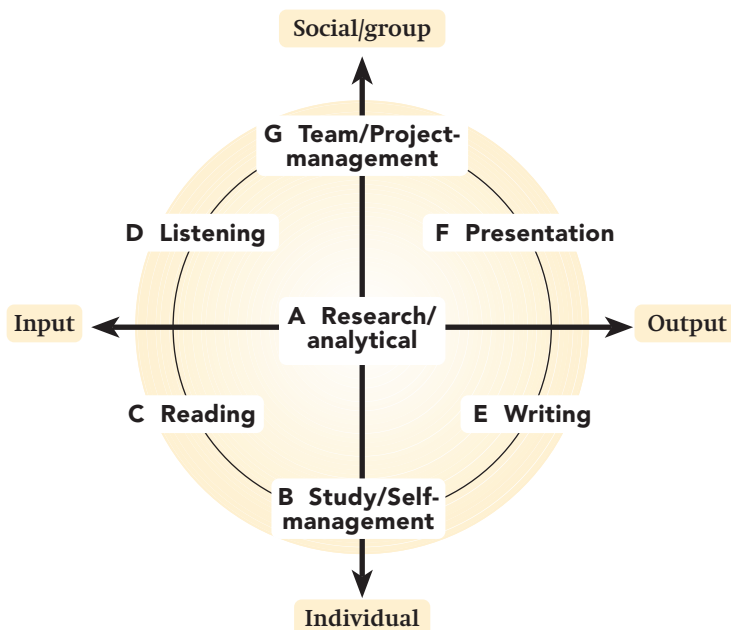 Social/group
G Team/Project-
management
D Listening
F Presentation
Input
A Research/
analytical
Output
C Reading
E Writing
B Study/Self-
management
Individual